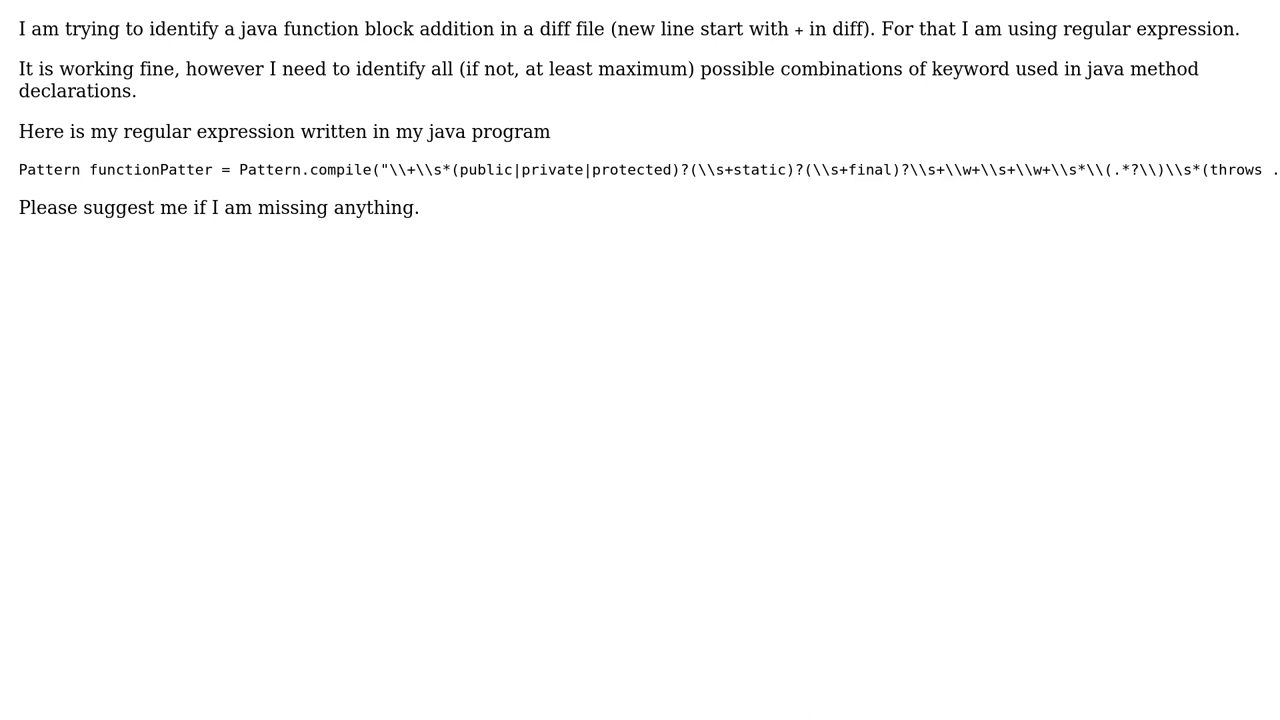 I am trying to identify a java function block addition in a diff file (new line start with + in diff). For that I am using regular expression.
It is working fine, however I need to identify all (if not, at least maximum) possible combinations of keyword used in java method
declarations.
Here is my regular expression written in my java program
Pattern functionPatter = Pattern.compile("\\+\\s*(public|private|protected)?(\\s+static)?(\\s+final)?\\s+\\w+\\s+\\w+\\s*\\(.*?\\)\\s*(throws .
Please suggest me if I am missing anything.